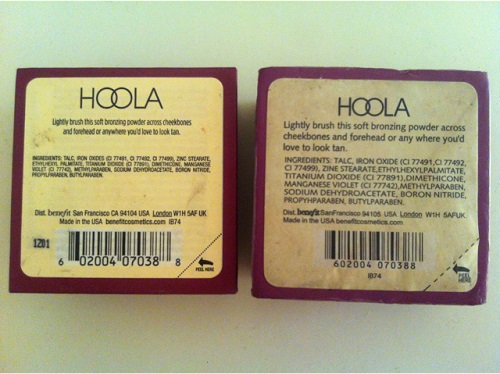 HOOLA
Lightly brush this soft bronzing powder across cheekbones
and forehead or anywhere you'd love to look tan.
INGREDIENTS: TALC, IRON OXIDES (CI 77491, CI 77492, CI 77499), ZINC STEARATE,
ETHYLHEXYL PALMITATE, TITANIUM DIOXIDE (CI 77891), DIMETHICONE, MANGANESE
VIOLET (CI 77742), METHYLPARABEN, SODIUM DEHYDROACETATE, BORON NITRIDE,
PROPYLPARABEN, BUTYLPARABEN.
Dist. benefit San Francisco CA 94104 USA London W1H 5AF UK
Made in the USA benefitcosmetics.com IB74
1201
6 02004 07038 8
PEEL HERE
HOOLA
Lightly brush this soft bronzing powder across
cheekbones and forehead or any where you'd
love to look tan.
INGREDIENTS: TALC, IRON OXIDE (CI 77491,CI 77492,
CI 77499), ZINC STEARATE,ETHYLHEXYLPALMITATE,
TITANIUM DIOXIDE (CI 77891),DIMETHICONE,
MANGANESE VIOLET (CI 77742),METHYLPARABEN,
SODIUM DEHYDROACETATE, BORON NITRIDE,
PROPYHPARABEN, BUTYLPARABEN.
Dist. benefit SanFrancisco 94105 USA London W1H 5AFUK
Made in the USA benefitcosmetics.com
602004 070388
IB74
PEEL
HERE